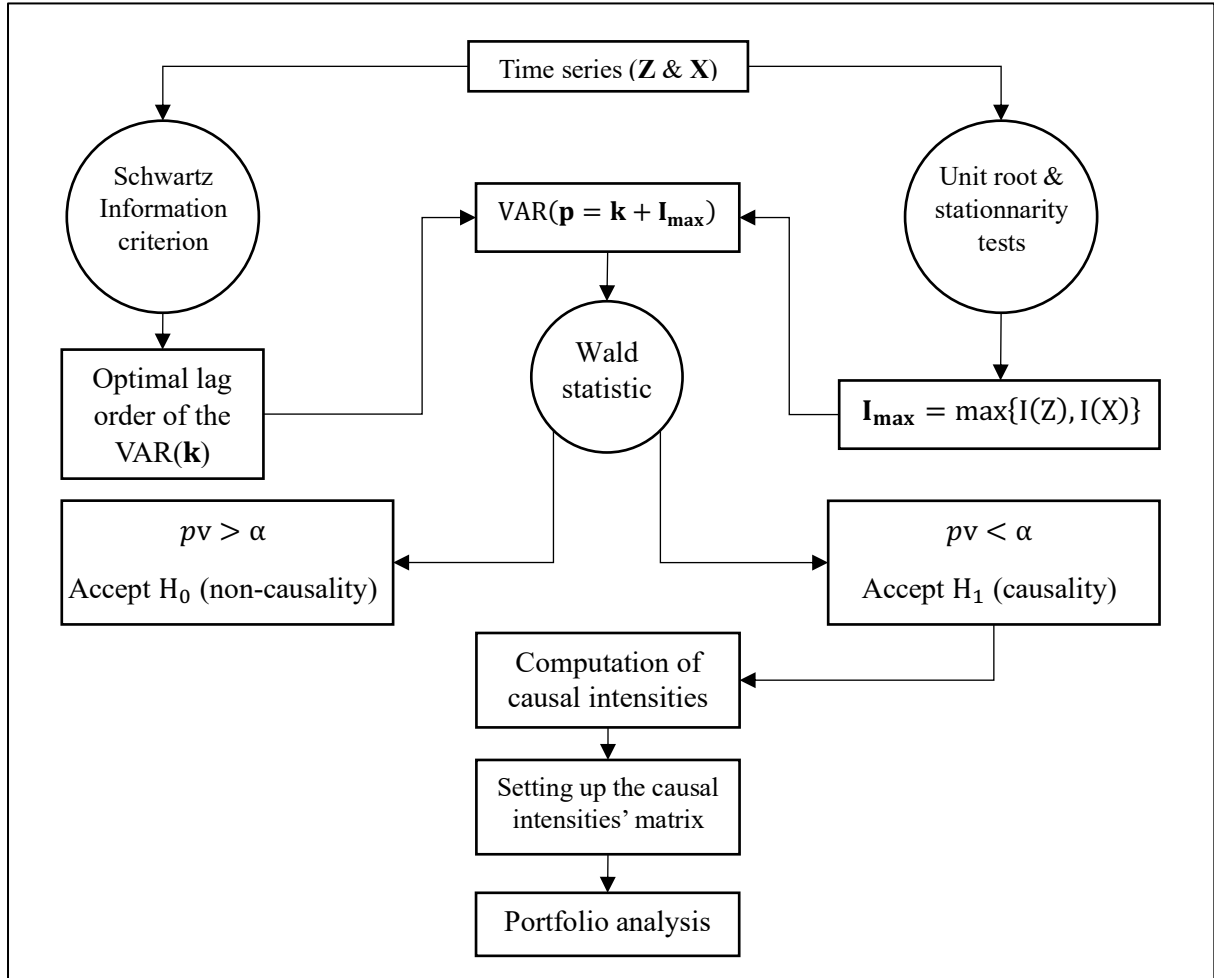 Time series (Z & X)
Schwartz
Information
criterion
Unit root &
stationnarity
tests
VAR(p = k + I_max)
Wald
statistic
Optimal lag
order of the
VAR(k)
I_max = max{I(Z), I(X)}
pv > α
Accept H₀ (non-causality)
pv < α
Accept H₁ (causality)
Computation of
causal intensities
Setting up the causal
intensities’ matrix
Portfolio analysis